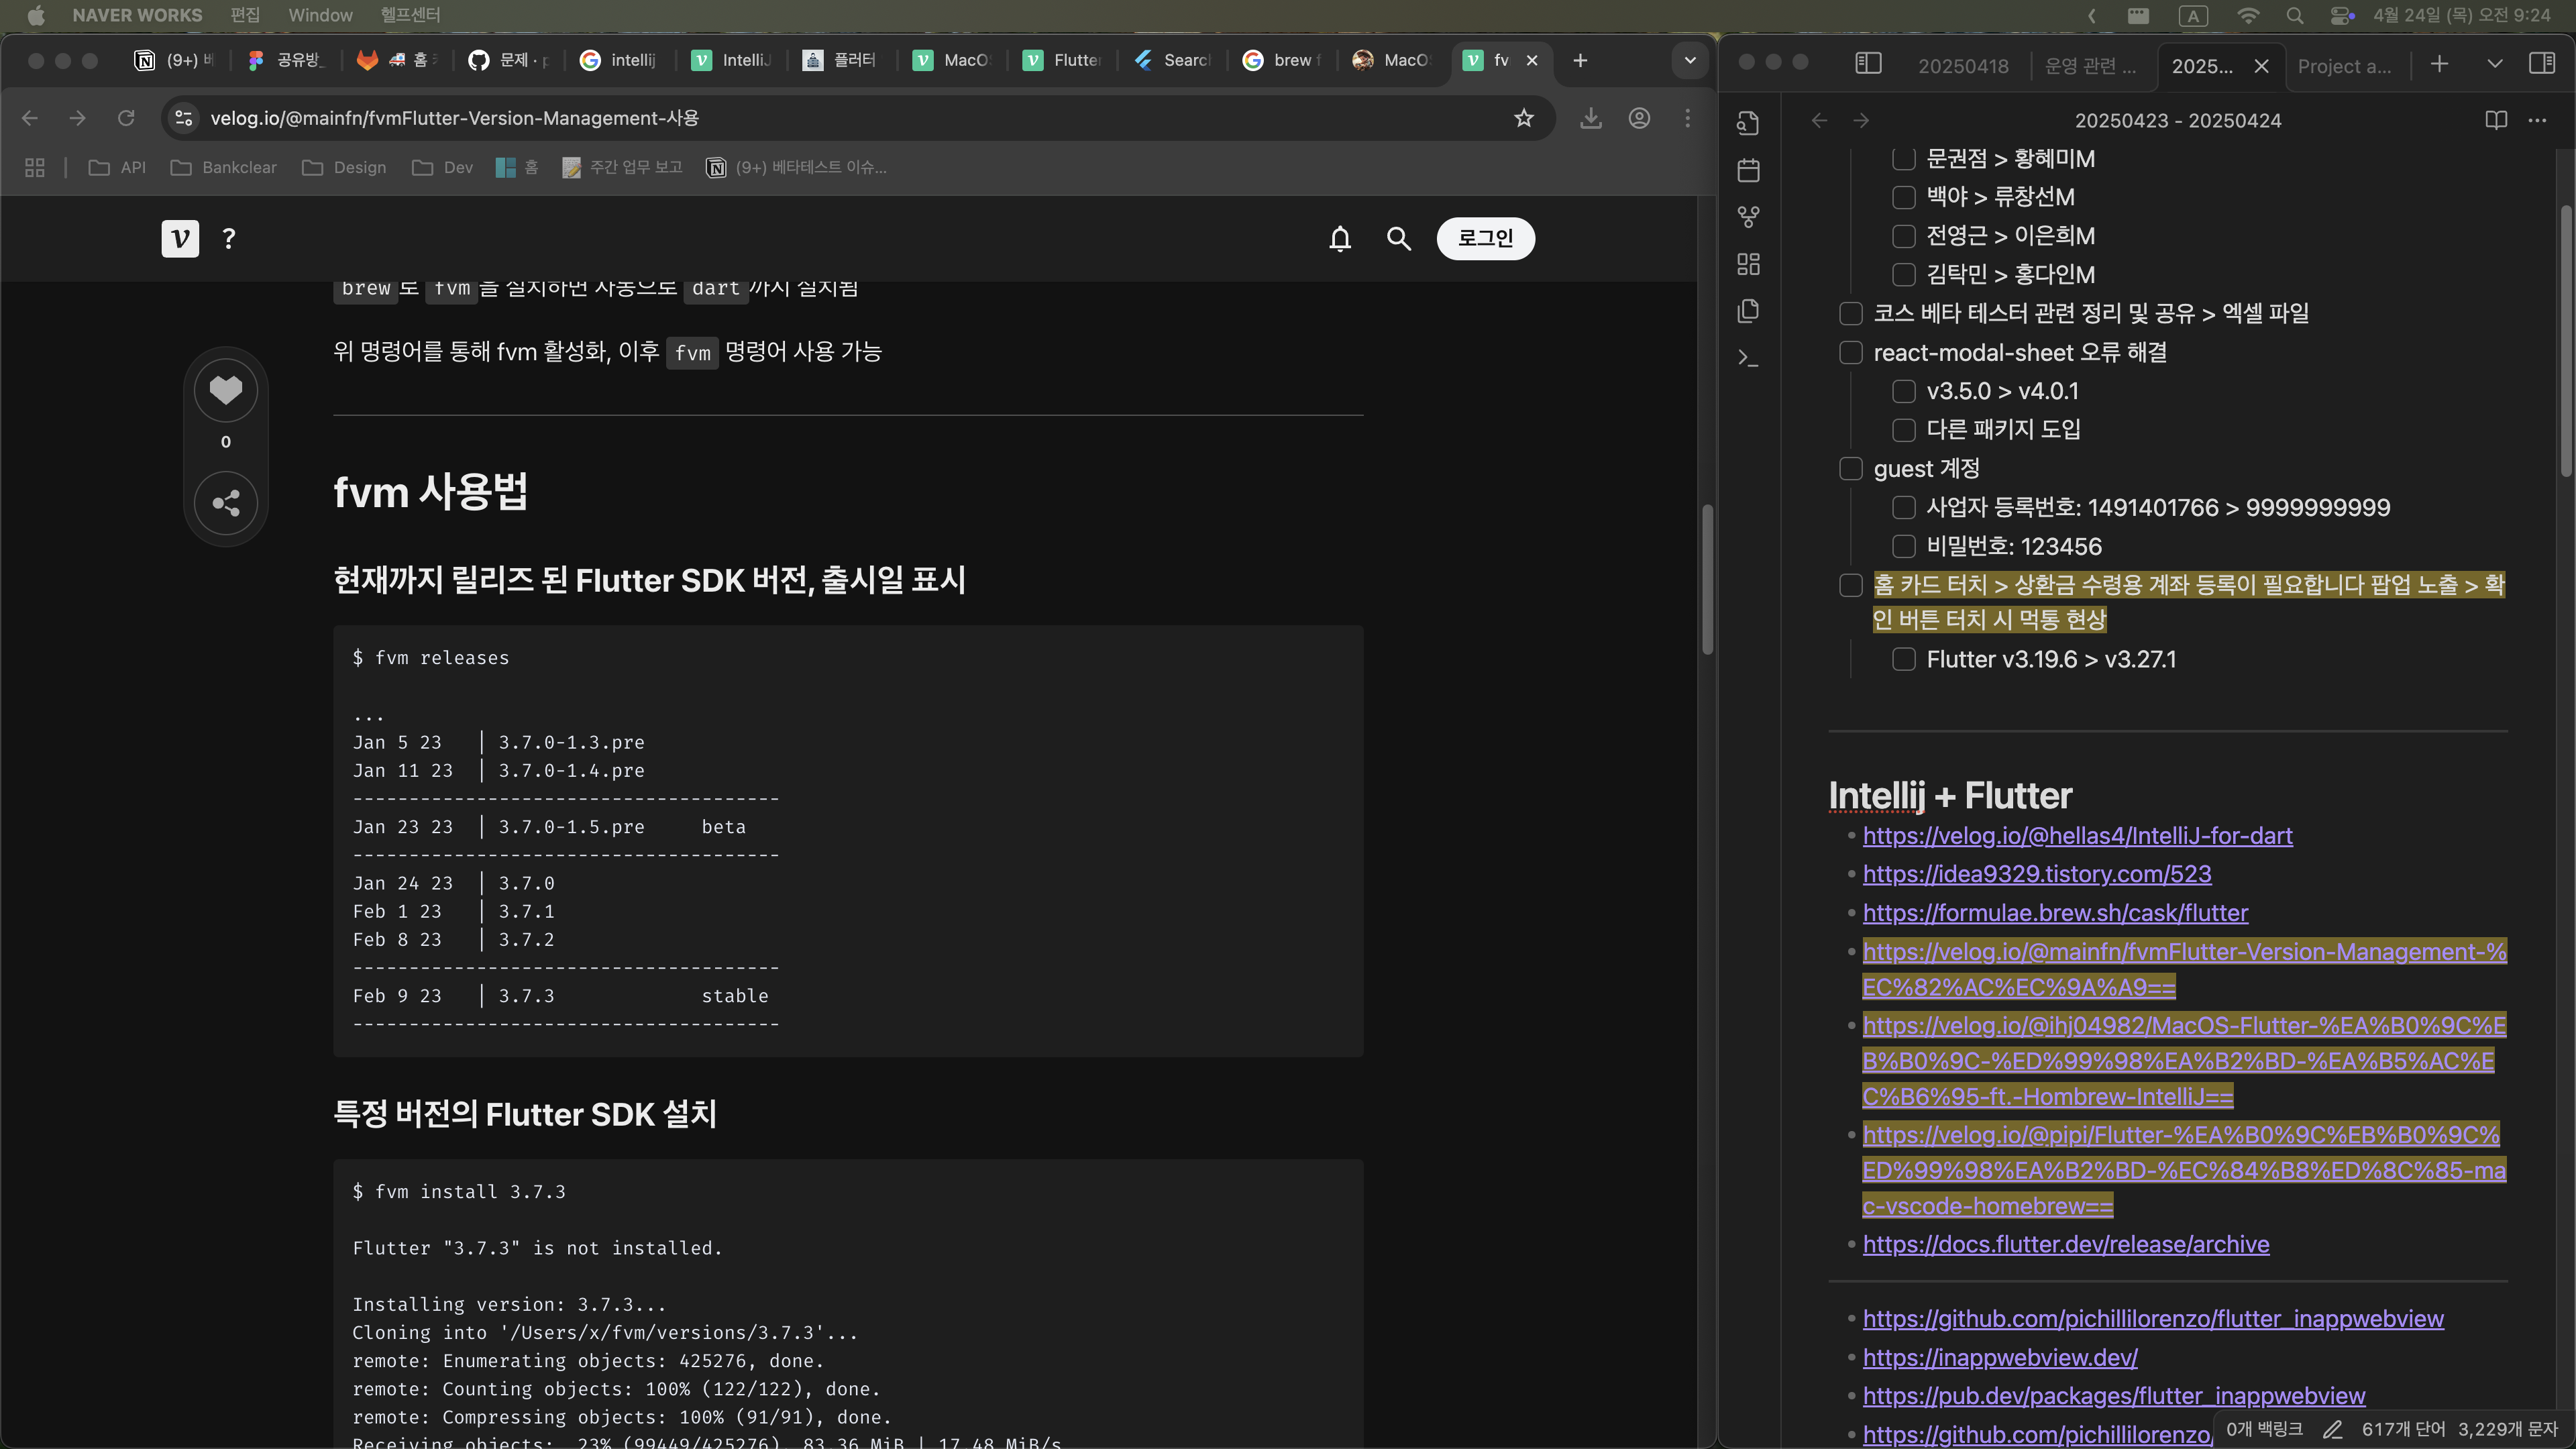 NAVER WORKS 편집 Window 헬프센터
A 4월 24일 (목) 오전 9:24
(9+) 공유방_ 문제 · intellij IntelliJ 플러터 MacO Flutter Search brew f MacO fv
velog.io/@mainfn/fvmFlutter-Version-Management-사용
API Bankclear Design Dev 홈 주간 업무 보고 (9+) 베타테스트 이슈...
v ? 로그인
brew로 fvm을 설치하면 자동으로 dart까지 설치됨
위 명령어를 통해 fvm 활성화, 이후 fvm 명령어 사용 가능
0
fvm 사용법
현재까지 릴리즈 된 Flutter SDK 버전, 출시일 표시
$ fvm releases
...
Jan 5 23 | 3.7.0-1.3.pre
Jan 11 23 | 3.7.0-1.4.pre
--------------------------------------
Jan 23 23 | 3.7.0-1.5.pre beta
--------------------------------------
Jan 24 23 | 3.7.0
Feb 1 23 | 3.7.1
Feb 8 23 | 3.7.2
--------------------------------------
Feb 9 23 | 3.7.3 stable
--------------------------------------
특정 버전의 Flutter SDK 설치
$ fvm install 3.7.3
Flutter "3.7.3" is not installed.
Installing version: 3.7.3...
Cloning into '/Users/x/fvm/versions/3.7.3'...
remote: Enumerating objects: 425276, done.
remote: Counting objects: 100% (122/122), done.
remote: Compressing objects: 100% (91/91), done.
Receiving objects: 23% (99449/425276), 83.36 MiB | 17.48 MiB/s
20250418 운영 관련 ... 2025... Project a...
20250423 - 20250424
문권점 > 황혜미M
백야 > 류창선M
전영근 > 이은희M
김탁민 > 홍다인M
코스 베타 테스터 관련 정리 및 공유 > 엑셀 파일
react-modal-sheet 오류 해결
v3.5.0 > v4.0.1
다른 패키지 도입
guest 계정
사업자 등록번호: 1491401766 > 9999999999
비밀번호: 123456
홈 카드 터치 > 상환금 수령용 계좌 등록이 필요합니다 팝업 노출 > 확
인 버튼 터치 시 먹통 현상
Flutter v3.19.6 > v3.27.1
Intellij + Flutter
https://velog.io/@hellas4/IntelliJ-for-dart
https://idea9329.tistory.com/523
https://formulae.brew.sh/cask/flutter
https://velog.io/@mainfn/fvmFlutter-Version-Management-%
EC%82%AC%EC%9A%A9==
https://velog.io/@ihj04982/MacOS-Flutter-%EA%B0%9C%E
B%B0%9C-%ED%99%98%EA%B2%BD-%EA%B5%AC%E
C%B6%95-ft.-Hombrew-IntelliJ==
https://velog.io/@pipi/Flutter-%EA%B0%9C%EB%B0%9C%
ED%99%98%EA%B2%BD-%EC%84%B8%ED%8C%85-ma
c-vscode-homebrew==
https://docs.flutter.dev/release/archive
https://github.com/pichillilorenzo/flutter_inappwebview
https://inappwebview.dev/
https://pub.dev/packages/flutter_inappwebview
https://github.com/pichillilorenzo/
0개 백링크 617개 단어 3,229개 문자